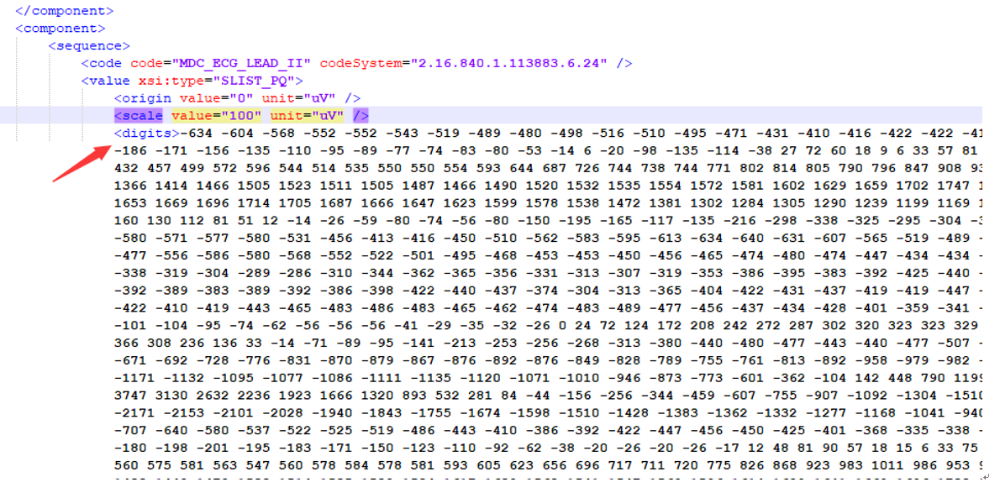 </component>
<component>
<sequence>
<code code="MDC_ECG_LEAD_II" codeSystem="2.16.840.1.113883.6.24" />
<value xsi:type="SLIST_PQ">
<origin value="0" unit="uV" />
<scale value="100" unit="uV" />
<digits>-634 -604 -568 -552 -552 -543 -519 -489 -480 -498 -516 -510 -495 -471 -431 -410 -416 -422 -422
-186 -171 -156 -135 -110 -95 -89 -77 -74 -83 -80 -53 -14 6 -20 -98 -135 -114 -38 27 72 60 18 9 6 33 57 81
432 457 499 572 596 544 514 535 550 550 554 593 644 687 726 744 738 744 771 802 814 805 790 796 847 908
1366 1414 1466 1505 1523 1511 1505 1487 1466 1490 1520 1532 1535 1554 1572 1581 1602 1629 1659 1702 1747
1653 1669 1696 1714 1705 1687 1666 1647 1623 1599 1578 1538 1472 1381 1302 1284 1305 1290 1239 1199 1169
160 130 112 81 51 12 -14 -26 -59 -80 -74 -56 -80 -150 -195 -165 -117 -135 -216 -298 -338 -325 -295 -304
-580 -571 -577 -580 -531 -456 -413 -416 -450 -510 -562 -583 -595 -613 -634 -640 -631 -607 -565 -519 -489
-477 -556 -586 -580 -568 -552 -522 -501 -495 -468 -453 -453 -450 -456 -465 -474 -480 -474 -447 -434 -434
-338 -319 -304 -289 -286 -310 -344 -362 -365 -356 -331 -313 -307 -319 -353 -386 -395 -383 -392 -425 -440
-392 -389 -383 -383 -389 -392 -386 -398 -422 -440 -437 -374 -304 -313 -365 -404 -422 -431 -437 -419 -419 -447
-422 -410 -419 -443 -465 -483 -486 -483 -465 -462 -474 -483 -489 -477 -456 -437 -434 -428 -401 -359 -341
-101 -104 -95 -74 -62 -56 -56 -56 -41 -29 -35 -32 -26 0 24 72 124 172 208 242 272 287 302 320 323 323 329
366 308 236 136 33 -14 -71 -89 -95 -141 -213 -253 -256 -268 -313 -380 -440 -480 -477 -443 -440 -477 -507
-671 -692 -728 -776 -831 -870 -879 -867 -876 -892 -876 -849 -828 -789 -755 -761 -813 -892 -958 -979 -982
-1171 -1132 -1095 -1077 -1086 -1111 -1135 -1120 -1071 -1010 -946 -873 -773 -601 -362 -104 142 448 790 1199
3747 3130 2632 2236 1923 1666 1320 893 532 281 84 -44 -156 -256 -344 -459 -607 -755 -907 -1092 -1304 -1510
-2171 -2153 -2101 -2028 -1940 -1843 -1755 -1674 -1598 -1510 -1428 -1383 -1362 -1332 -1277 -1168 -1041 -940
-707 -640 -580 -537 -522 -525 -519 -486 -443 -410 -386 -392 -422 -447 -456 -450 -425 -401 -368 -335 -338
-180 -198 -201 -195 -183 -171 -150 -123 -110 -92 -62 -38 -20 -26 -20 -26 -17 12 48 81 90 57 18 15 6 33 75
560 575 581 563 547 560 578 584 578 581 593 605 623 656 696 717 711 720 775 826 868 923 983 1011 986 953